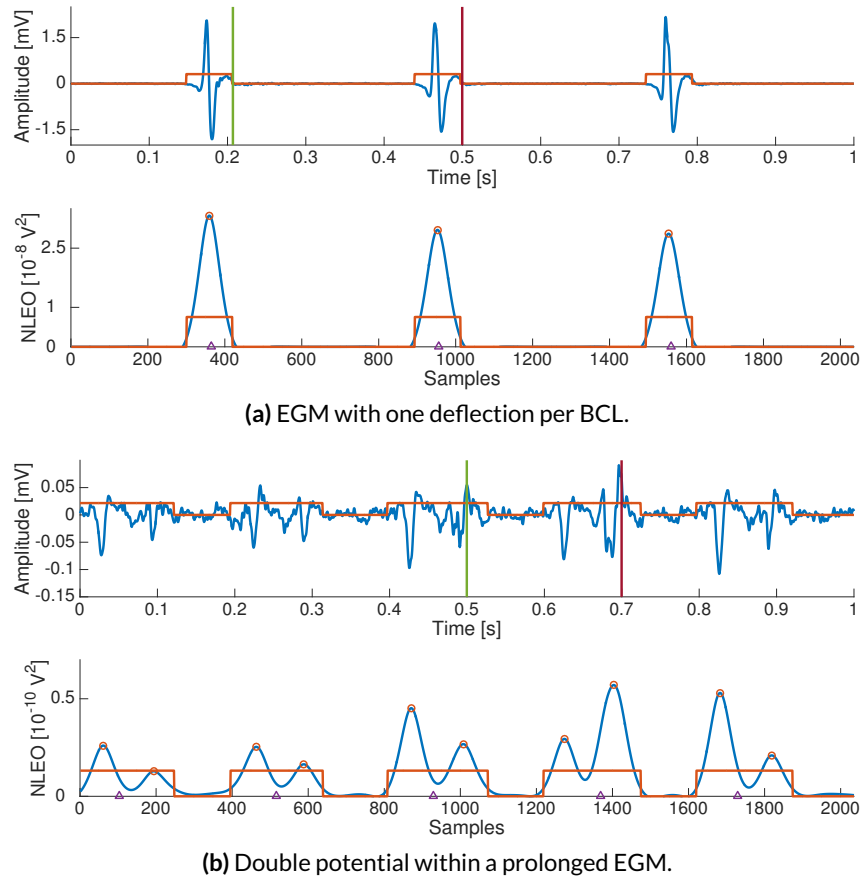 Amplitude [mV]
1.5
0
-1.5
0 0.1 0.2 0.3 0.4 0.5 0.6 0.7 0.8 0.9 1
Time [s]
NLEO [10⁻⁸ V²]
2.5
1
0
0 200 400 600 800 1000 1200 1400 1600 1800 2000
Samples
(a) EGM with one deflection per BCL.
Amplitude [mV]
0.05
0
-0.05
-0.1
-0.15
0 0.1 0.2 0.3 0.4 0.5 0.6 0.7 0.8 0.9 1
Time [s]
NLEO [10⁻¹⁰ V²]
0.5
0
0 200 400 600 800 1000 1200 1400 1600 1800 2000
Samples
(b) Double potential within a prolonged EGM.